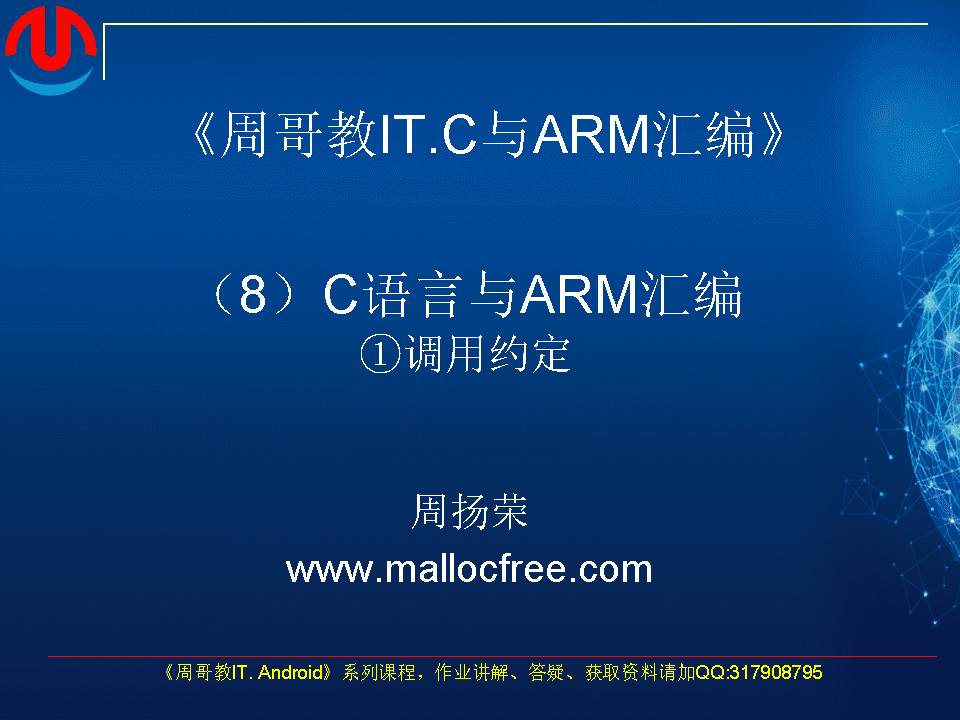 《周哥教IT.C与ARM汇编》
（8）C语言与ARM汇编
①调用约定
周扬荣
www.mallocfree.com
《周哥教IT. Android》系列课程，作业讲解、答疑、获取资料请加QQ:317908795